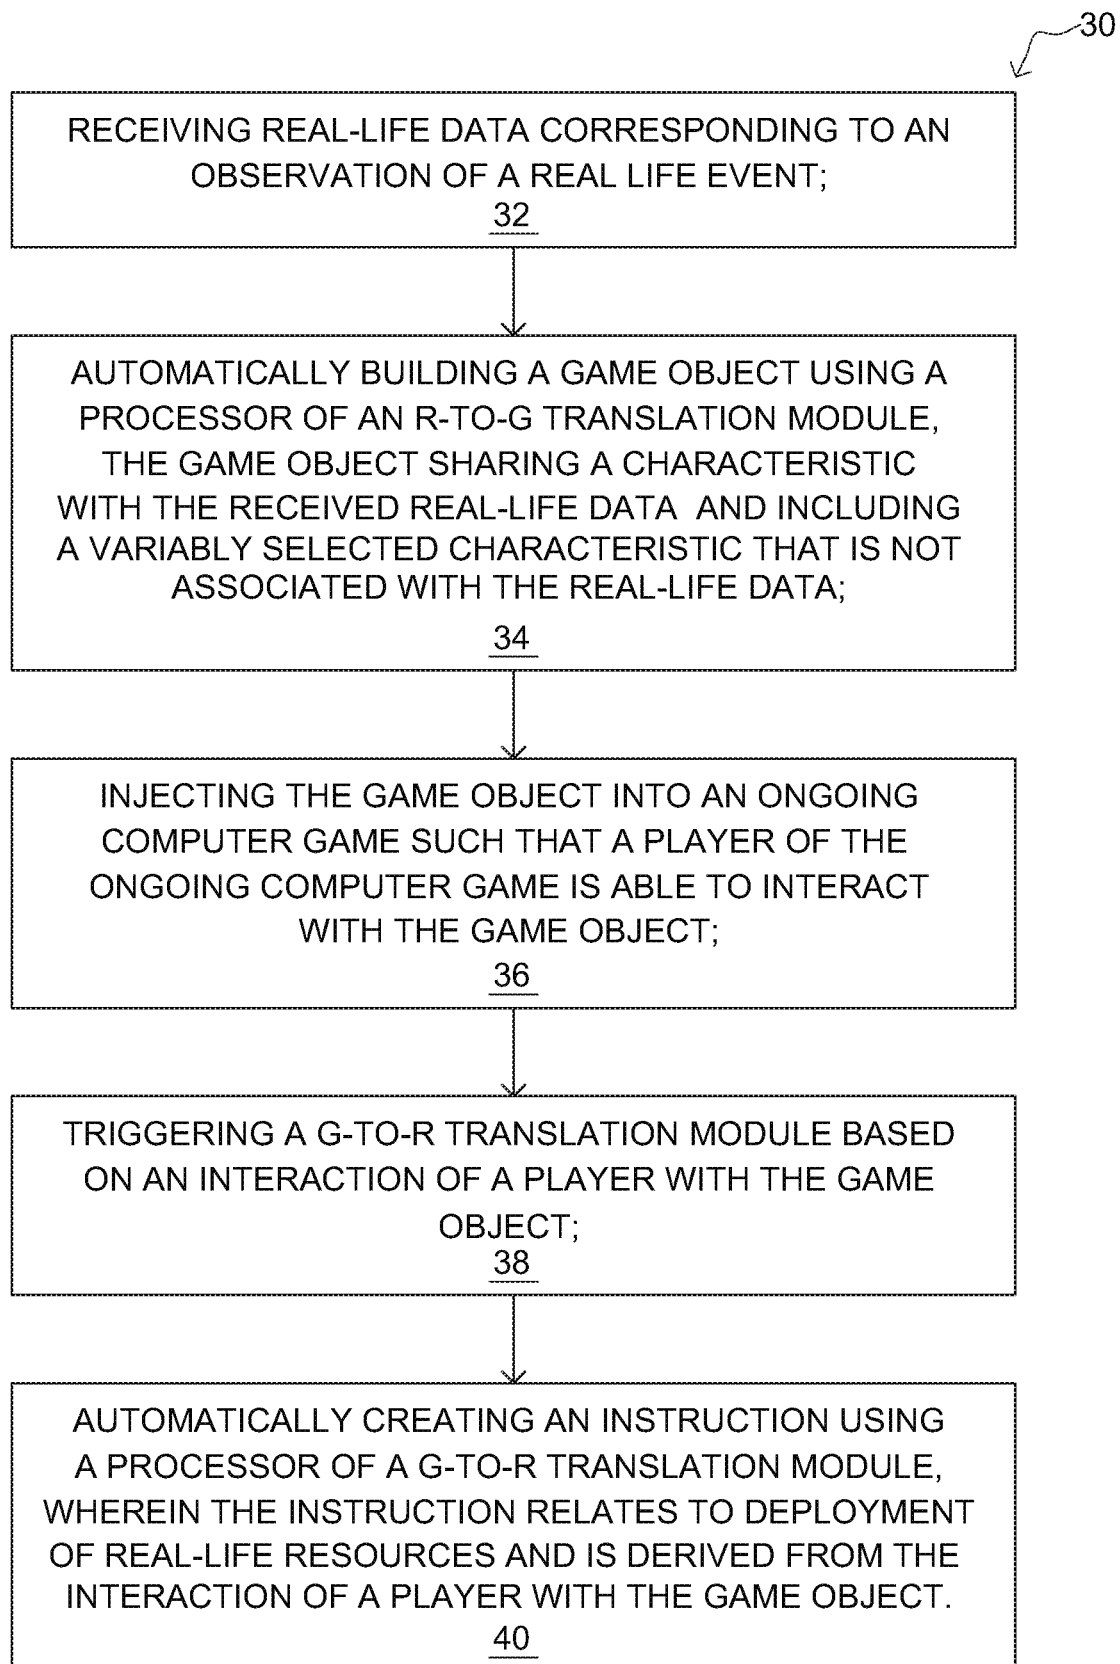 30
RECEIVING REAL-LIFE DATA CORRESPONDING TO AN
OBSERVATION OF A REAL LIFE EVENT;
32
AUTOMATICALLY BUILDING A GAME OBJECT USING A
PROCESSOR OF AN R-TO-G TRANSLATION MODULE,
THE GAME OBJECT SHARING A CHARACTERISTIC
WITH THE RECEIVED REAL-LIFE DATA AND INCLUDING
A VARIABLY SELECTED CHARACTERISTIC THAT IS NOT
ASSOCIATED WITH THE REAL-LIFE DATA;
34
INJECTING THE GAME OBJECT INTO AN ONGOING
COMPUTER GAME SUCH THAT A PLAYER OF THE
ONGOING COMPUTER GAME IS ABLE TO INTERACT
WITH THE GAME OBJECT;
36
TRIGGERING A G-TO-R TRANSLATION MODULE BASED
ON AN INTERACTION OF A PLAYER WITH THE GAME
OBJECT;
38
AUTOMATICALLY CREATING AN INSTRUCTION USING
A PROCESSOR OF A G-TO-R TRANSLATION MODULE,
WHEREIN THE INSTRUCTION RELATES TO DEPLOYMENT
OF REAL-LIFE RESOURCES AND IS DERIVED FROM THE
INTERACTION OF A PLAYER WITH THE GAME OBJECT.
40